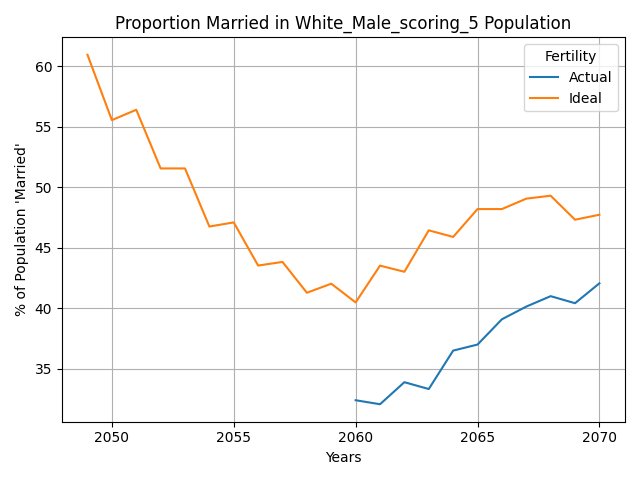 Proportion Married in White_Male_scoring_5 Population
Fertility
Actual
Ideal
% of Population 'Married'
60
55
50
45
40
35
2050
2055
2060
2065
2070
Years